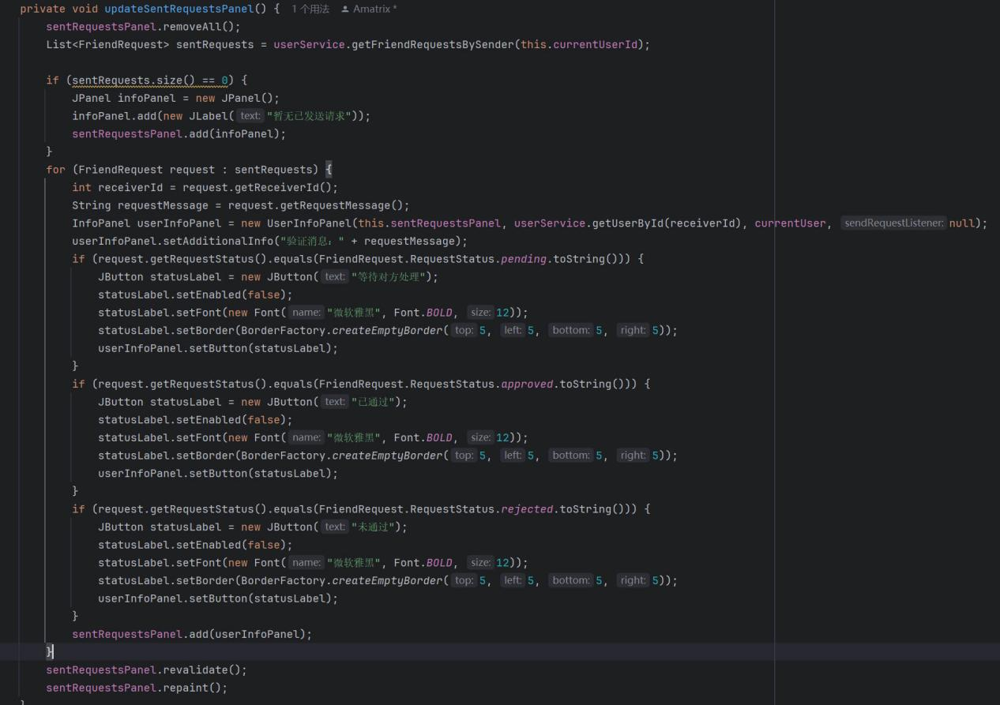 private void updateSentRequestsPanel() { 1 个用法 Amatrix *
sentRequestsPanel.removeAll();
List<FriendRequest> sentRequests = userService.getFriendRequestsBySender(this.currentUserId);
if (sentRequests.size() == 0) {
JPanel infoPanel = new JPanel();
infoPanel.add(new JLabel( text: "暂无已发送请求"));
sentRequestsPanel.add(infoPanel);
}
for (FriendRequest request : sentRequests) {
int receiverId = request.getReceiverId();
String requestMessage = request.getRequestMessage();
InfoPanel userInfoPanel = new UserInfoPanel(this.sentRequestsPanel, userService.getUserById(receiverId), currentUser, sendRequestListener: null);
userInfoPanel.setAdditionalInfo("验证消息：" + requestMessage);
if (request.getRequestStatus().equals(FriendRequest.RequestStatus.pending.toString())) {
JButton statusLabel = new JButton( text: "等待对方处理");
statusLabel.setEnabled(false);
statusLabel.setFont(new Font( name: "微软雅黑", Font.BOLD, size: 12));
statusLabel.setBorder(BorderFactory.createEmptyBorder( top: 5, left: 5, bottom: 5, right: 5));
userInfoPanel.setButton(statusLabel);
}
if (request.getRequestStatus().equals(FriendRequest.RequestStatus.approved.toString())) {
JButton statusLabel = new JButton( text: "已通过");
statusLabel.setEnabled(false);
statusLabel.setFont(new Font( name: "微软雅黑", Font.BOLD, size: 12));
statusLabel.setBorder(BorderFactory.createEmptyBorder( top: 5, left: 5, bottom: 5, right: 5));
userInfoPanel.setButton(statusLabel);
}
if (request.getRequestStatus().equals(FriendRequest.RequestStatus.rejected.toString())) {
JButton statusLabel = new JButton( text: "未通过");
statusLabel.setEnabled(false);
statusLabel.setFont(new Font( name: "微软雅黑", Font.BOLD, size: 12));
statusLabel.setBorder(BorderFactory.createEmptyBorder( top: 5, left: 5, bottom: 5, right: 5));
userInfoPanel.setButton(statusLabel);
}
sentRequestsPanel.add(userInfoPanel);
}
sentRequestsPanel.revalidate();
sentRequestsPanel.repaint();
}